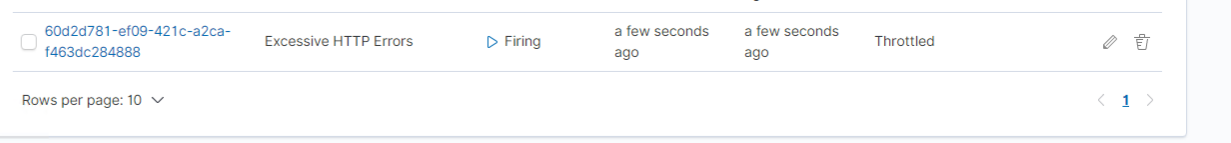 60d2d781-ef09-421c-a2ca-
f463dc284888
Excessive HTTP Errors
Firing
a few seconds
ago
a few seconds
ago
Throttled
Rows per page: 10
1